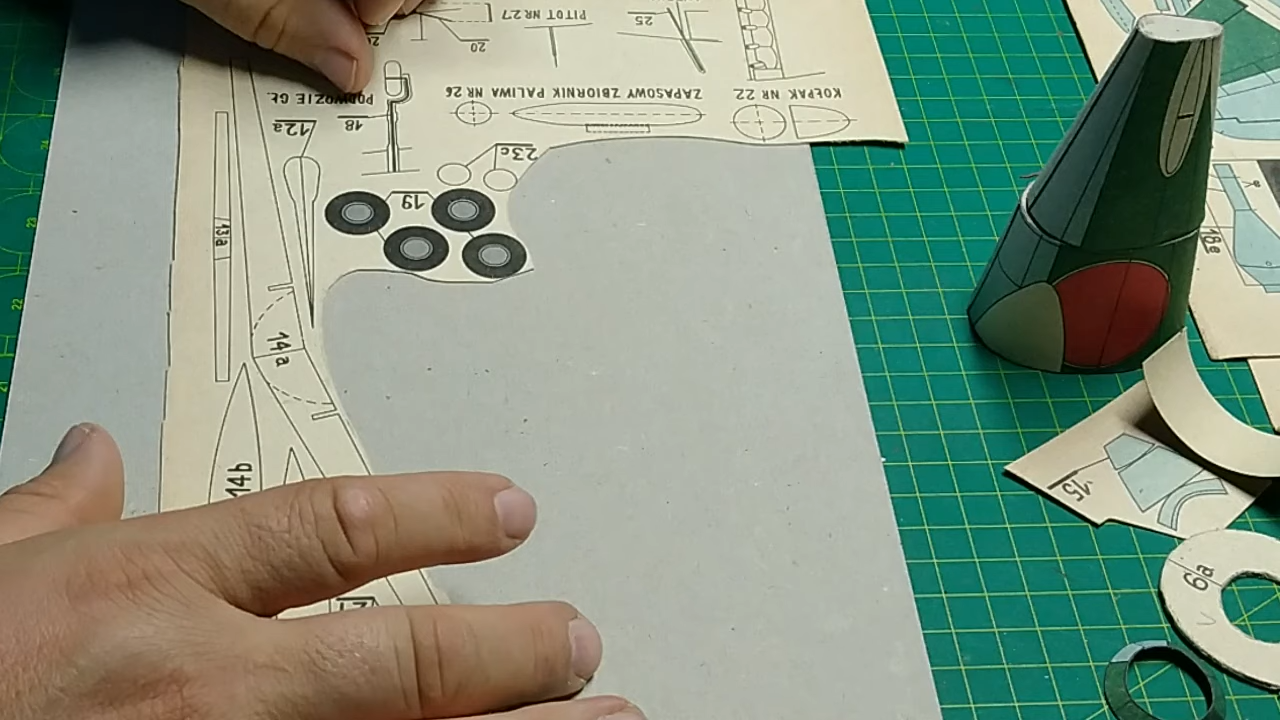 PITOT NR 27
25
20
ZAPASOWY ZBIORNIK PALIWA NR 26
KOŁPAK NR 22
PODWOZIE GŁ.
18
12a
23c
19
13a
14a
14b
18e
15
6a